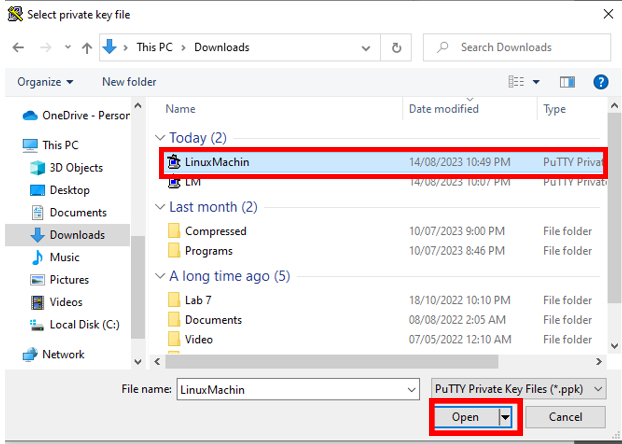 Select private key file
This PC > Downloads
Search Downloads
Organize
New folder
Name
Date modified
Type
OneDrive - Person
This PC
3D Objects
Desktop
Documents
Downloads
Music
Pictures
Videos
Local Disk (C:)
Network
Today (2)
LinuxMachin 14/08/2023 10:49 PM PuTTY Privat
LM 14/08/2023 10:07 PM PuTTY Privat
Last month (2)
Compressed 10/07/2023 9:00 PM File folder
Programs 10/07/2023 8:46 PM File folder
A long time ago (5)
Lab 7 18/10/2022 10:10 PM File folder
Documents 08/08/2022 2:05 AM File folder
Video 07/05/2022 12:10 AM File folder
File name: LinuxMachin PuTTY Private Key Files (*.ppk)
Open Cancel